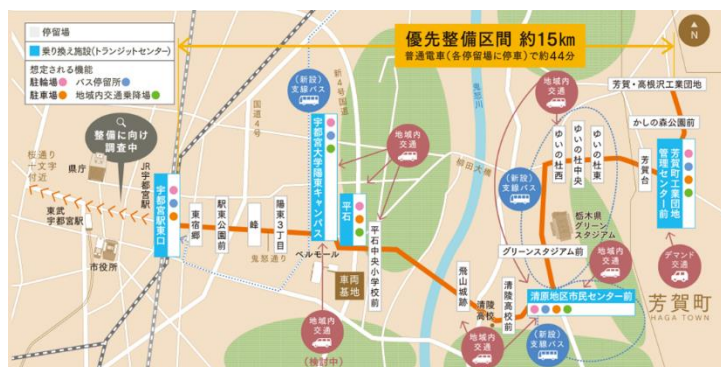 停留場
乗り換え施設(トランジットセンター)
想定される機能
駐輪場 バス停留所
駐車場 地域内交通乗降場
優先整備区間 約15km
普通電車(各停留場に停車)で約44分
N
整備に向け
調査中
桜通り
十文字
付近
県庁
東武
宇都宮駅
市役所
JR
宇都宮駅
宇都宮駅東口
東宿郷
駅東公園前
峰
陽東3丁目
鬼怒通り
国道4号
(新設)
支線バス
新4号国道
宇都宮大学陽東キャンパス
ベルモール
地域内
交通
(検討中)
平石
車両
基地
平石中央小学校前
地域内
交通
鬼怒川
柳田大橋
飛山城跡
清陵
高校
清陵高校前
地域内
交通
(新設)
支線バス
清原地区市民センター前
地域内
交通
グリーンスタジアム前
栃木県
グリーン
スタジアム
(新設)
支線バス
地域内
交通
ゆいの杜西
ゆいの杜中央
ゆいの杜東
芳賀台
芳賀町工業団地
管理センター前
かしの森公園前
芳賀・高根沢工業団地
デマンド
交通
芳賀町
HAGA TOWN